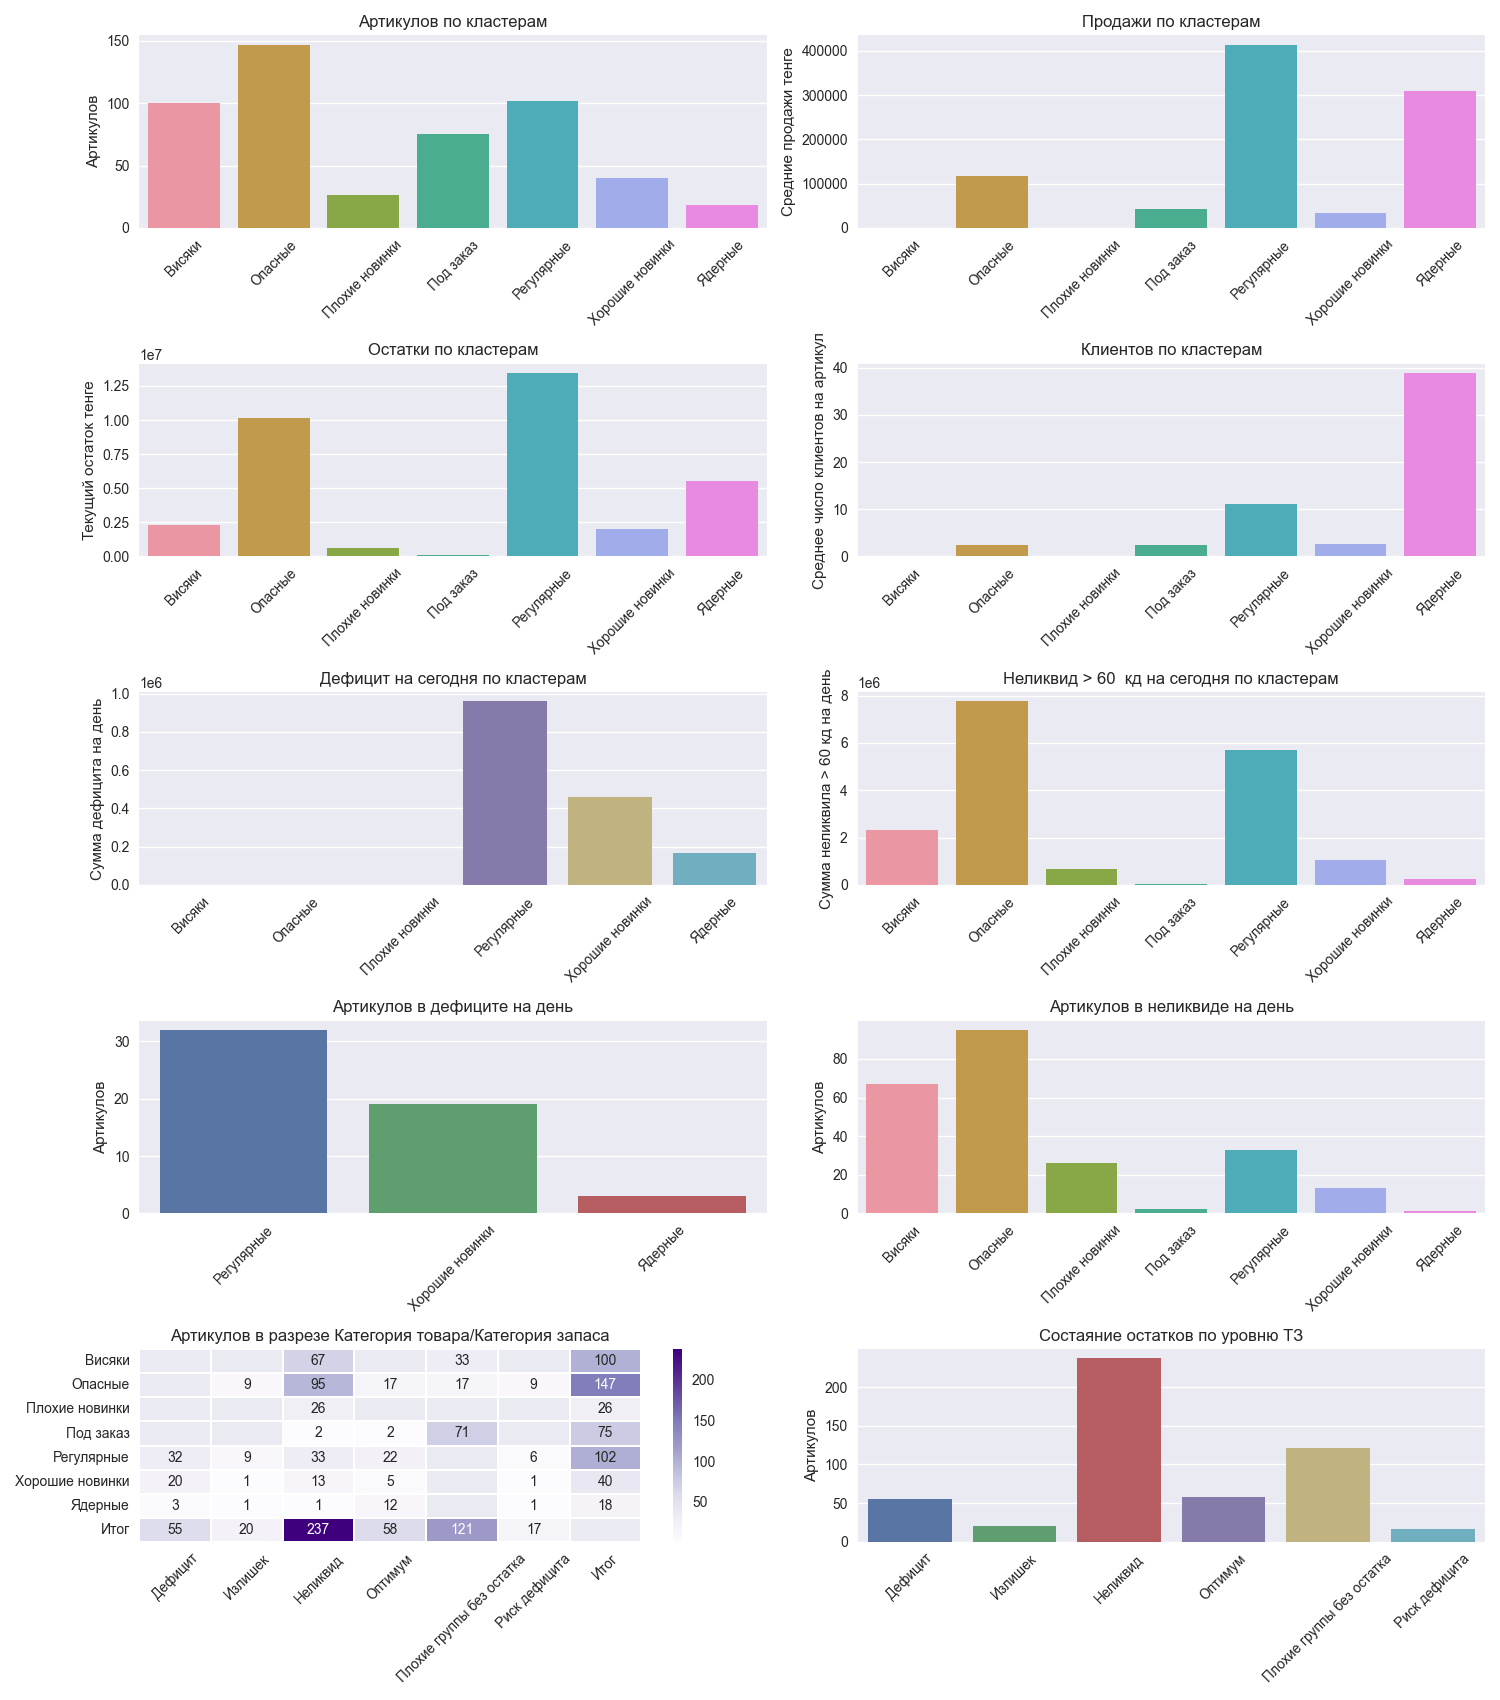 Артикулов по кластерам
Артикулов
150
100
50
0
Висяки
Опасные
Плохие новинки
Под заказ
Регулярные
Хорошие новинки
Ядерные
Продажи по кластерам
Средние продажи тенге
400000
300000
200000
100000
0
Висяки
Опасные
Плохие новинки
Под заказ
Регулярные
Хорошие новинки
Ядерные
Остатки по кластерам
1e7
Текущий остаток тенге
1.25
1.00
0.75
0.50
0.25
0.00
Висяки
Опасные
Плохие новинки
Под заказ
Регулярные
Хорошие новинки
Ядерные
Клиентов по кластерам
Среднее число клиентов на артикул
40
30
20
10
0
Висяки
Опасные
Плохие новинки
Под заказ
Регулярные
Хорошие новинки
Ядерные
Дефицит на сегодня по кластерам
1e6
Сумма дефицита на день
1.0
0.8
0.6
0.4
0.2
0.0
Висяки
Опасные
Плохие новинки
Регулярные
Хорошие новинки
Ядерные
Неликвид > 60  кд на сегодня по кластерам
1e6
Сумма неликвила > 60 кд на день
8
6
4
2
0
Висяки
Опасные
Плохие новинки
Под заказ
Регулярные
Хорошие новинки
Ядерные
Артикулов в дефиците на день
Артикулов
30
20
10
0
Регулярные
Хорошие новинки
Ядерные
Артикулов в неликвиде на день
Артикулов
80
60
40
20
0
Висяки
Опасные
Плохие новинки
Под заказ
Регулярные
Хорошие новинки
Ядерные
Артикулов в разрезе Категория товара/Категория запаса
Висяки 67 33 100
Опасные 9 95 17 17 9 147
Плохие новинки 26 26
Под заказ 2 2 71 75
Регулярные 32 9 33 22 6 102
Хорошие новинки 20 1 13 5 1 40
Ядерные 3 1 1 12 1 18
Итог 55 20 237 58 121 17
Дефицит
Излишек
Неликвид
Оптимум
Плохие группы без остатка
Риск дефицита
Итог
200
150
100
50
Состаяние остатков по уровню ТЗ
Артикулов
200
150
100
50
0
Дефицит
Излишек
Неликвид
Оптимум
Плохие группы без остатка
Риск дефицита